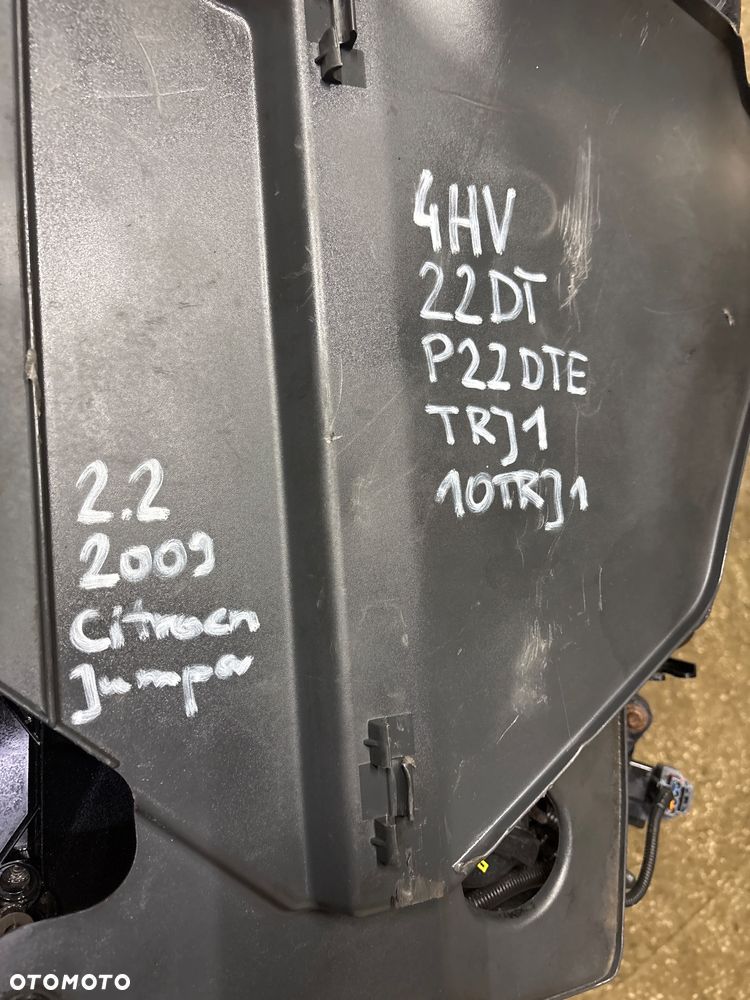 4HV
22DT
P22DTE
TRJ1
10TRJ1
2.2
2009
Citroen
Jumper
OTOMOTO